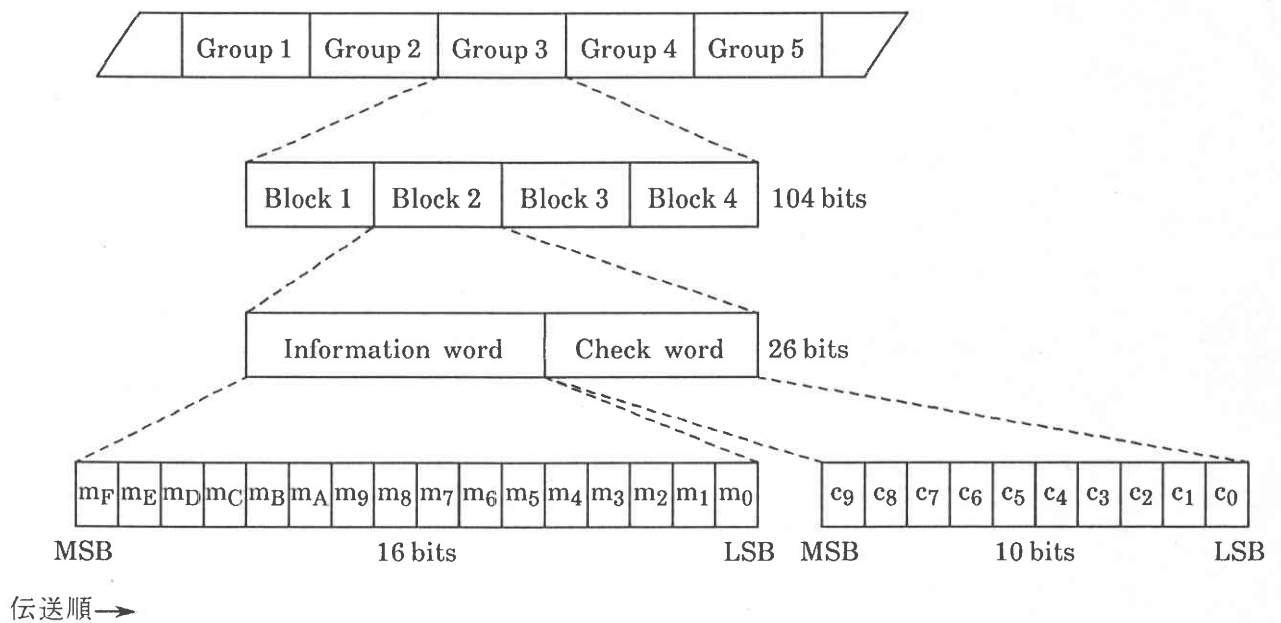 Group 1 Group 2 Group 3 Group 4 Group 5
Block 1 Block 2 Block 3 Block 4 104 bits
Information word Check word 26 bits
mF mE mD mC mB mA m9 m8 m7 m6 m5 m4 m3 m2 m1 m0 c9 c8 c7 c6 c5 c4 c3 c2 c1 c0
MSB 16 bits LSB MSB 10 bits LSB
伝送順→